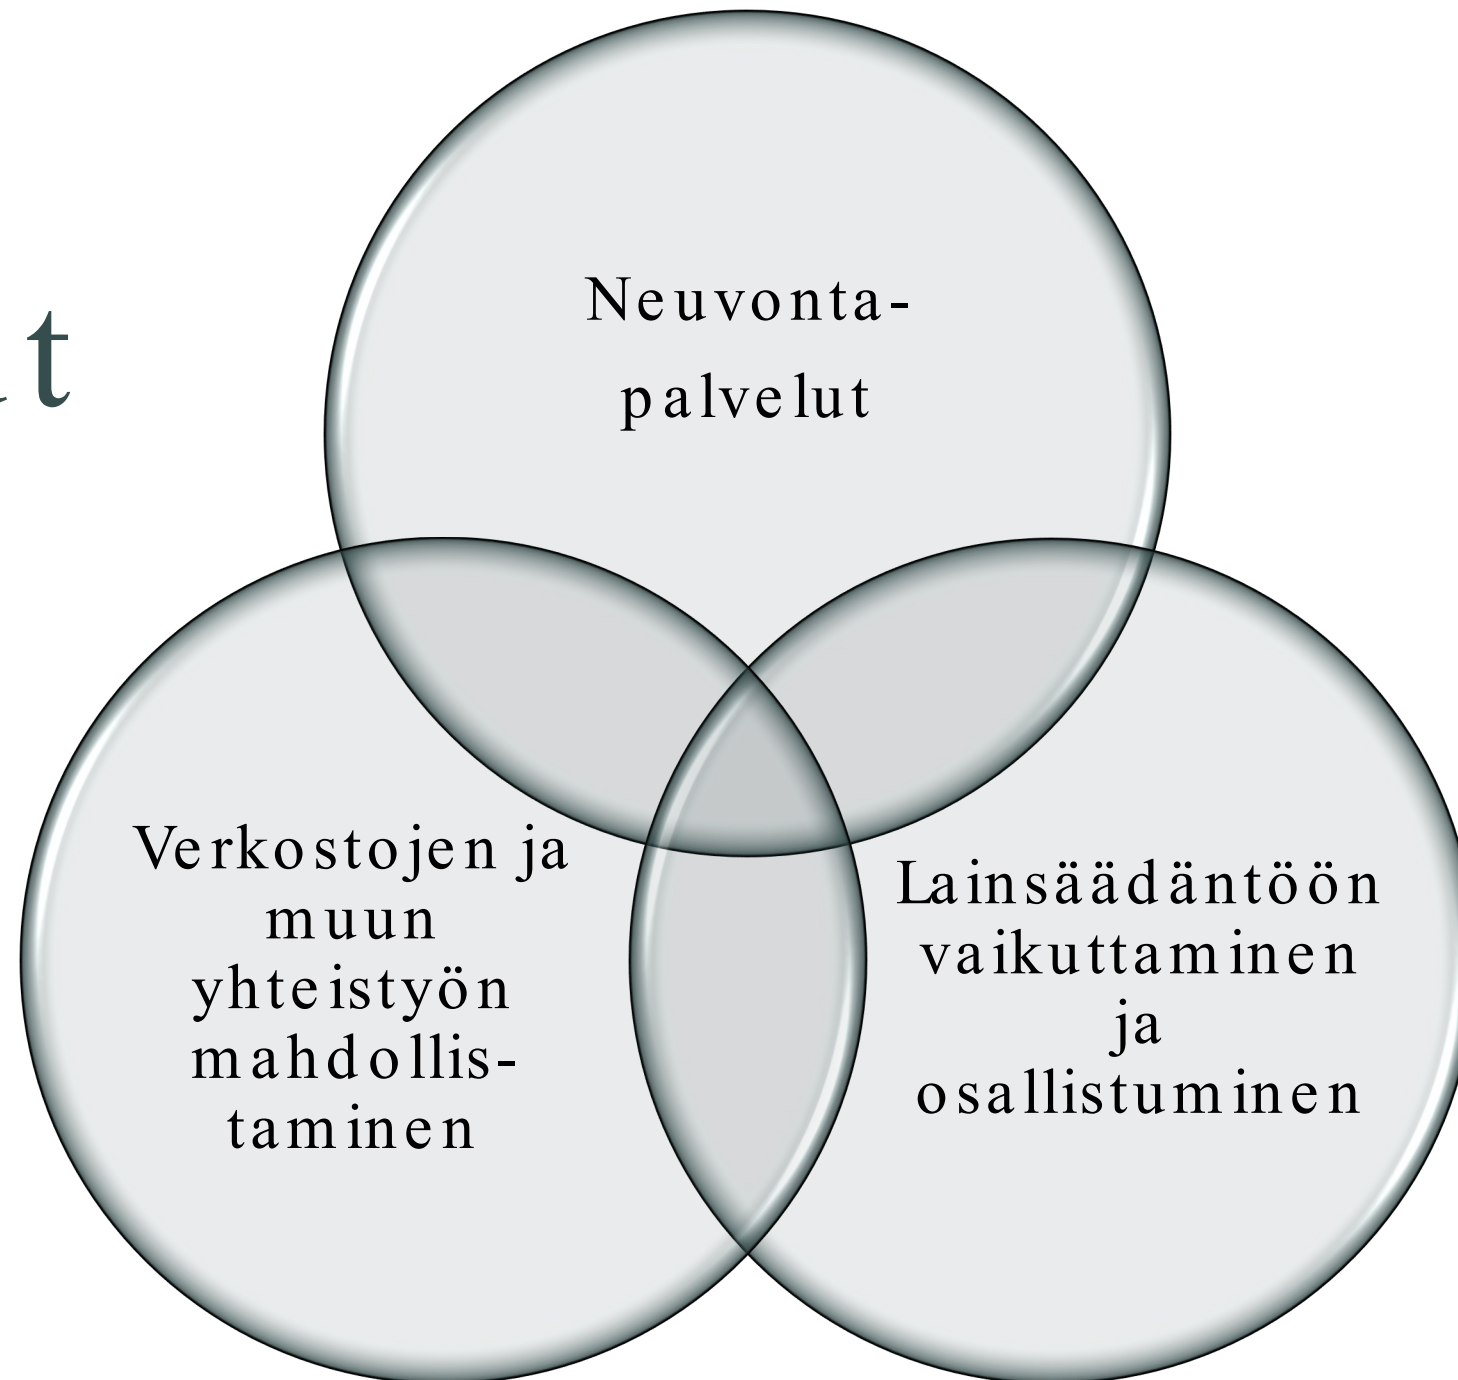 Neuvonta-
palvelut
Verkostojen ja
muun
yhteistyön
mahdollis-
taminen
Lainsäädäntöön
vaikuttaminen
ja
osallistuminen